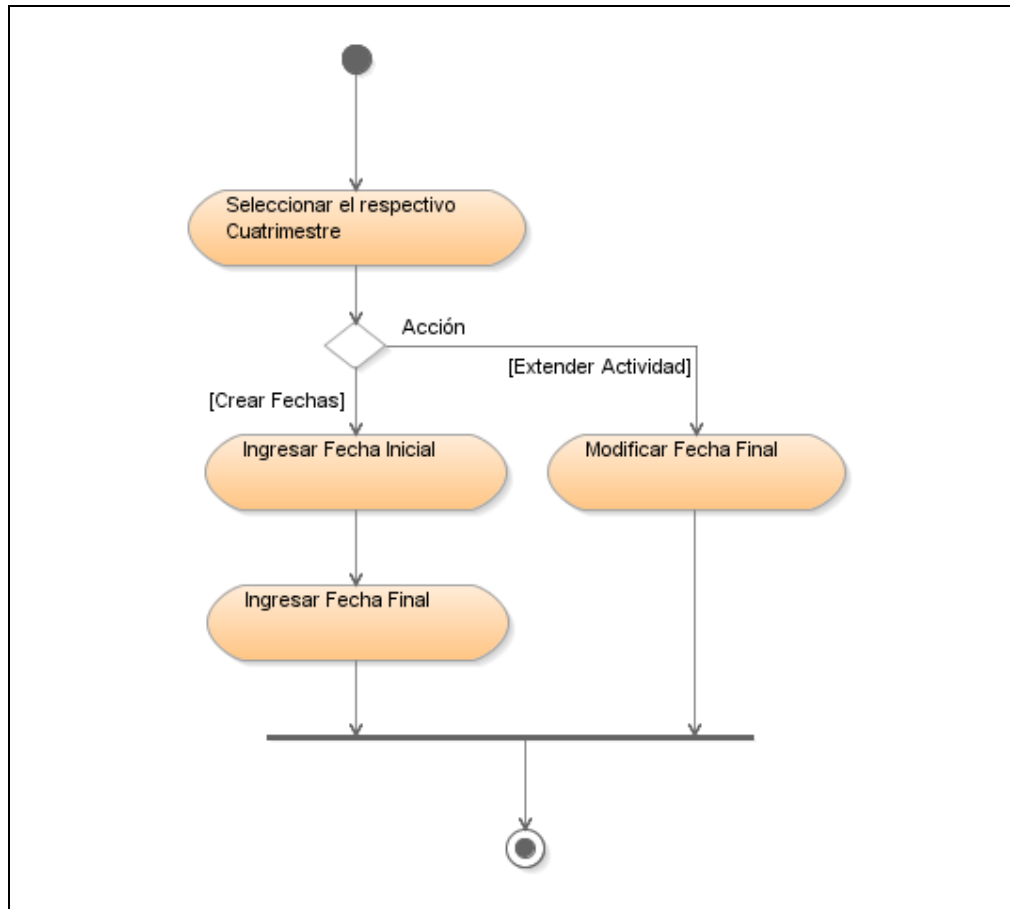 Seleccionar el respectivo
Cuatrimestre
Acción
[Extender Actividad]
[Crear Fechas]
Ingresar Fecha Inicial
Modificar Fecha Final
Ingresar Fecha Final